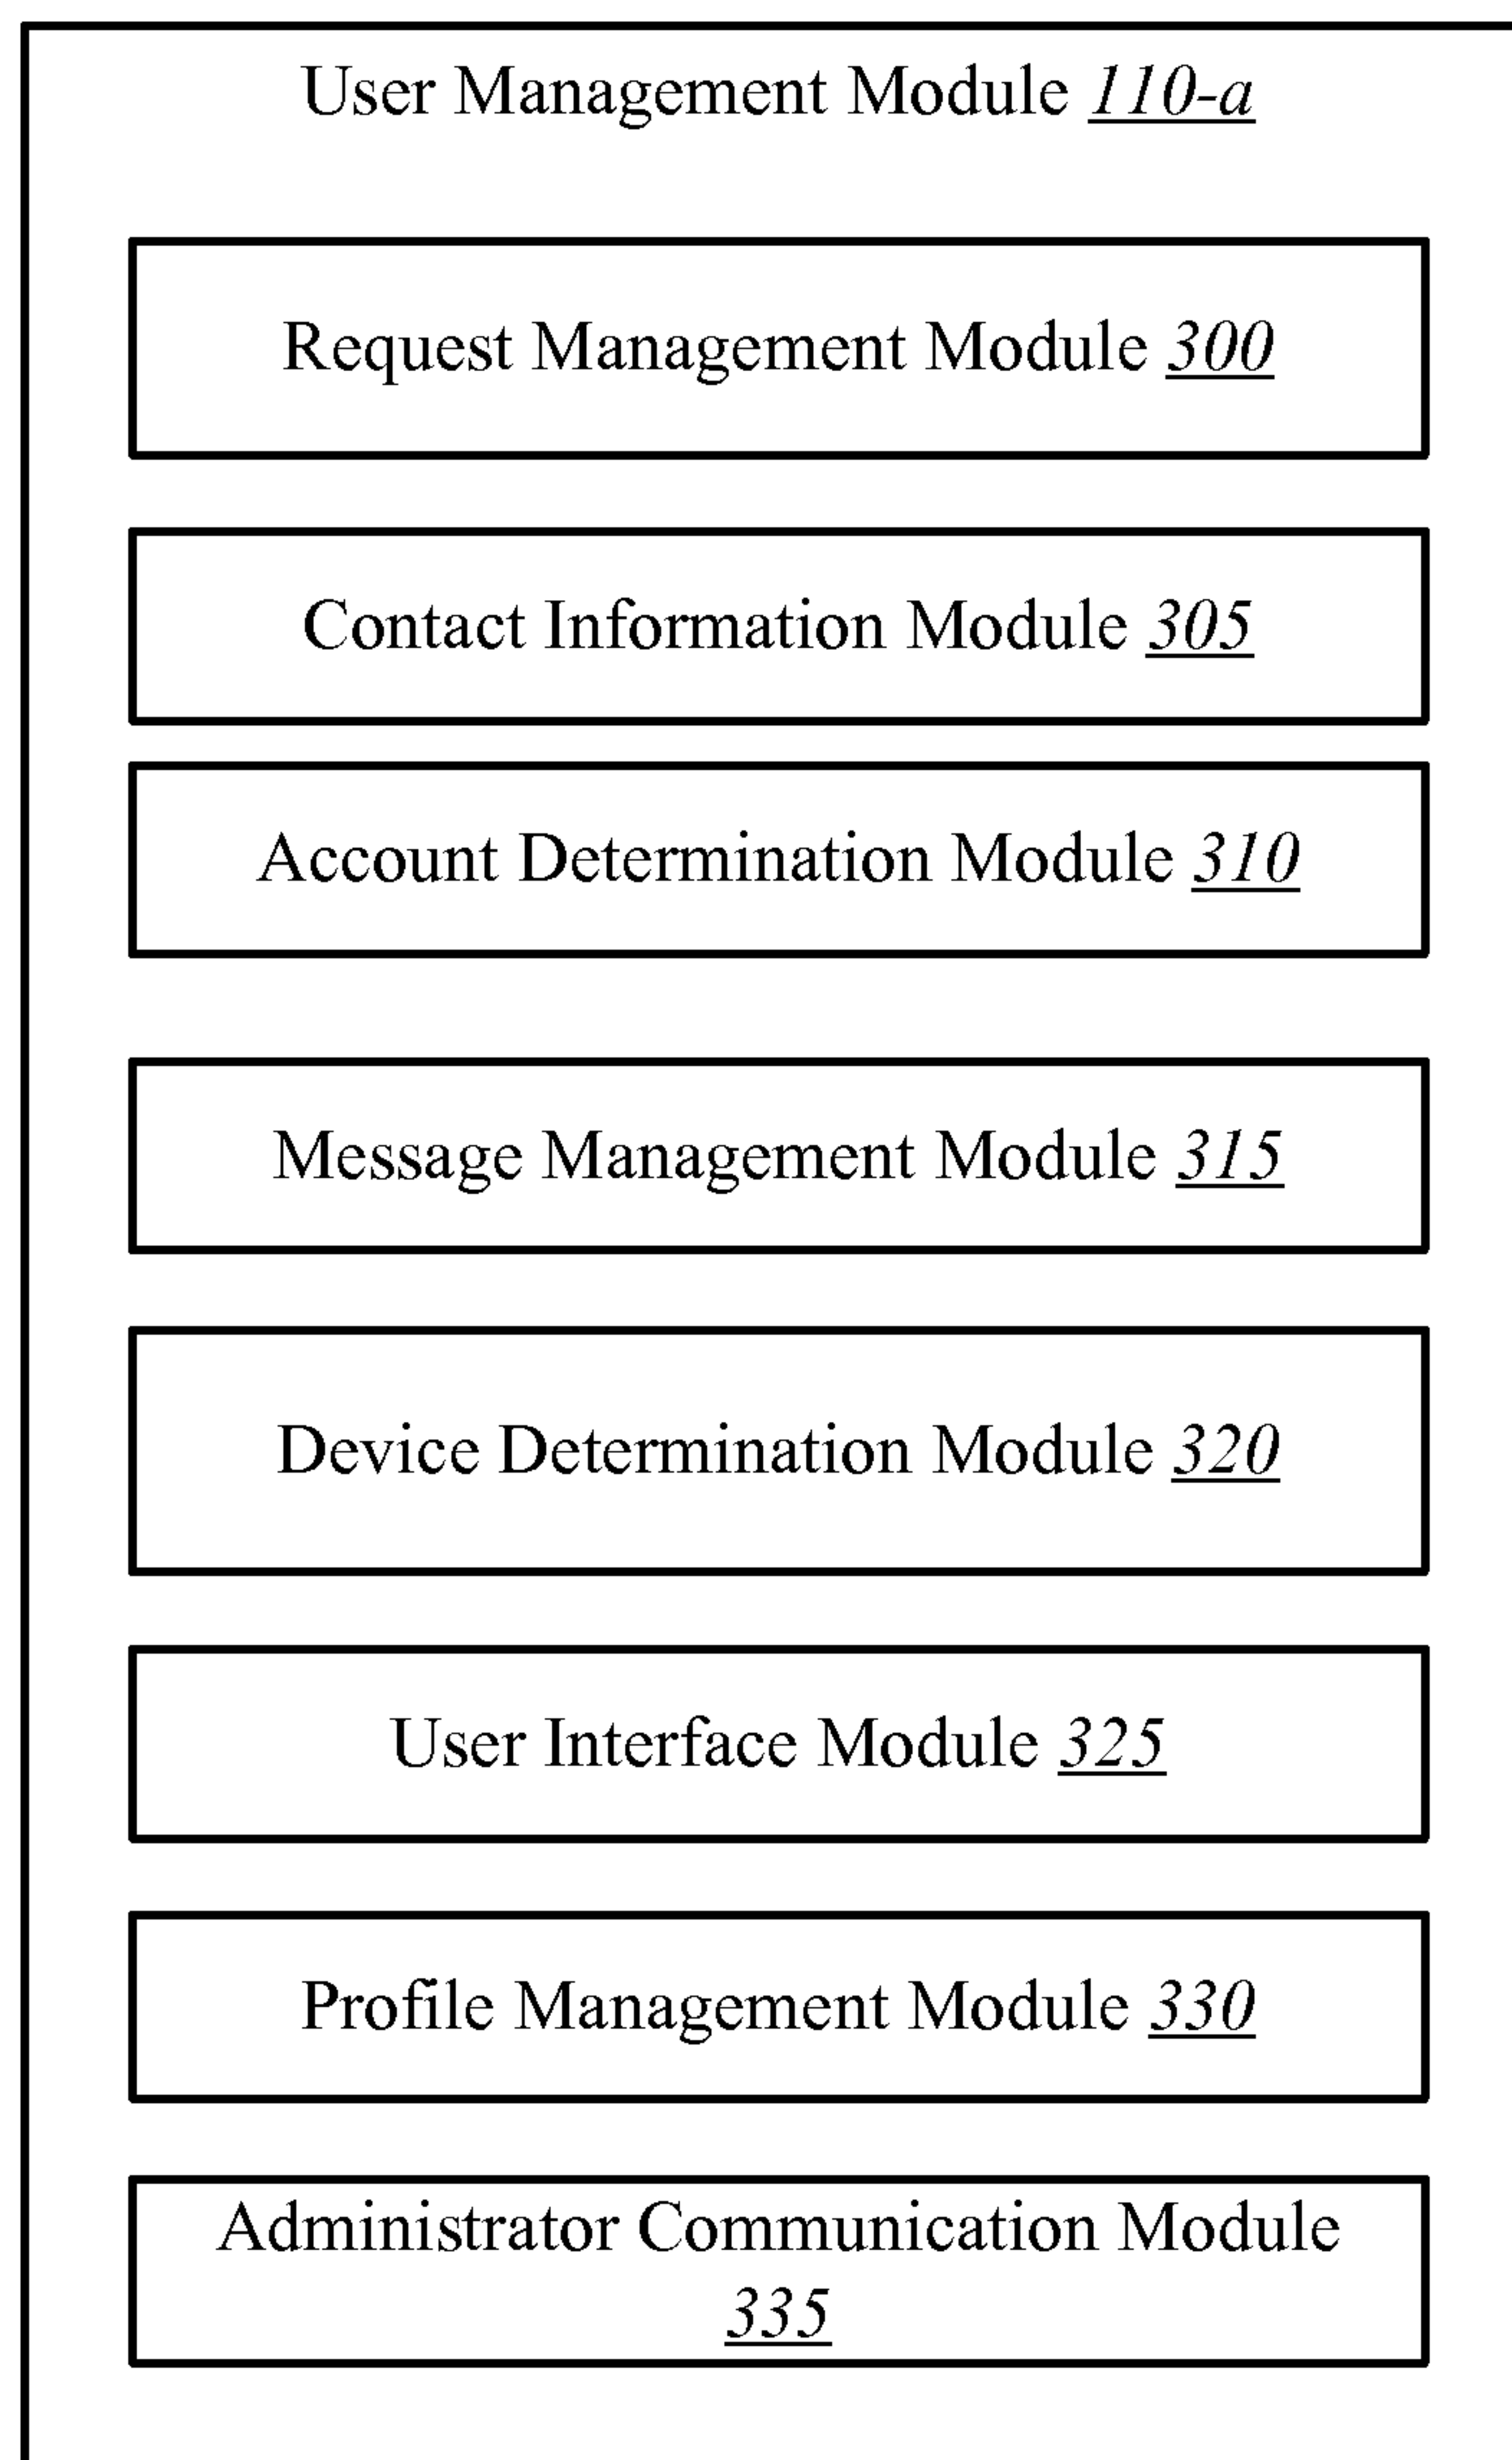 User Management Module 110-a
Request Management Module 300
Contact Information Module 305
Account Determination Module 310
Message Management Module 315
Device Determination Module 320
User Interface Module 325
Profile Management Module 330
Administrator Communication Module
335